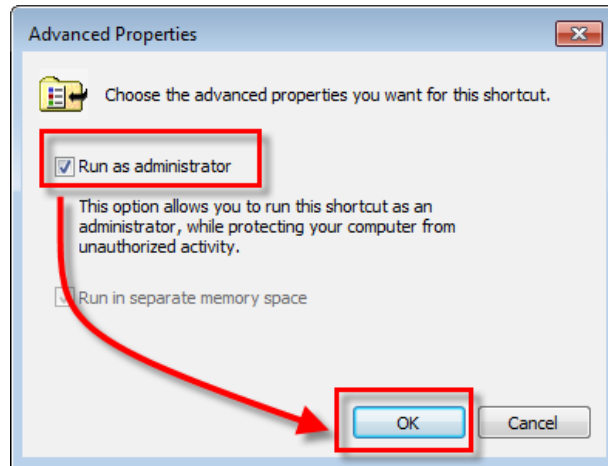 Advanced Properties
Choose the advanced properties you want for this shortcut.
Run as administrator
This option allows you to run this shortcut as an
administrator, while protecting your computer from
unauthorized activity.
Run in separate memory space
OK
Cancel